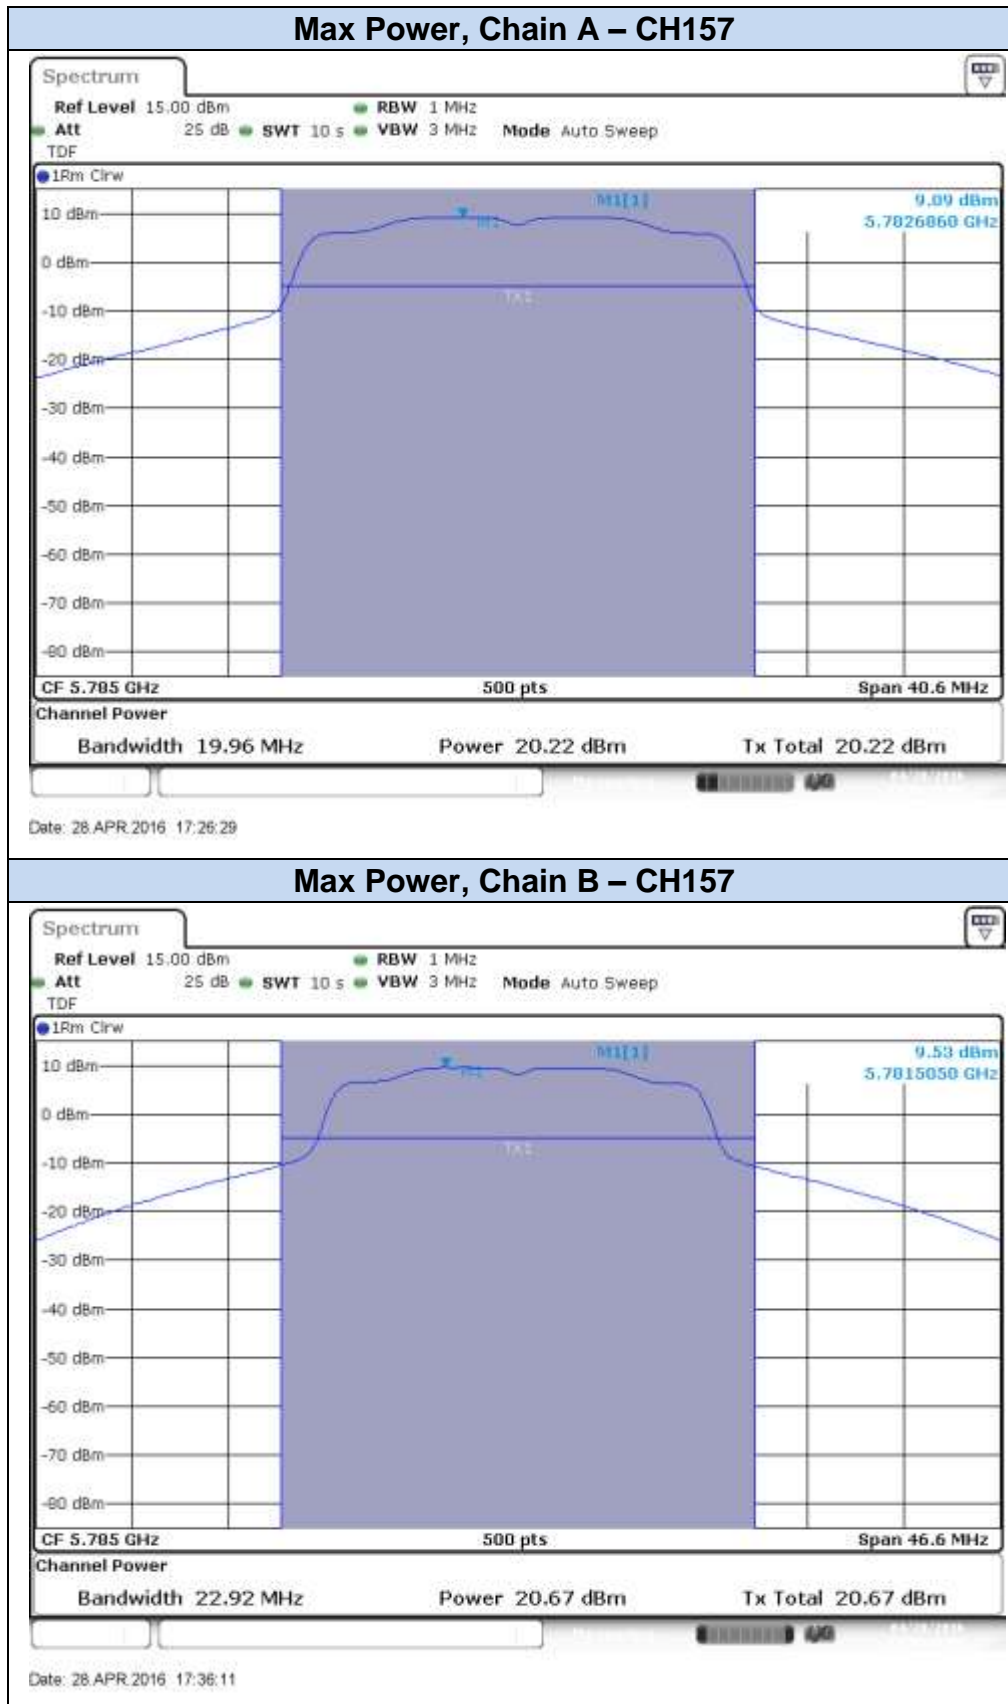 Max Power, Chain A – CH157
Spectrum
Ref Level 15.00 dBm RBW 1 MHz
Att 25 dB SWT 10 s VBW 3 MHz Mode Auto Sweep
TDF
1Rm Clrw
M1[1] 9.09 dBm
5.7826860 GHz
10 dBm
M1
0 dBm
TX1
-10 dBm
-20 dBm
-30 dBm
-40 dBm
-50 dBm
-60 dBm
-70 dBm
-80 dBm
CF 5.785 GHz 500 pts Span 40.6 MHz
Channel Power
Bandwidth 19.96 MHz Power 20.22 dBm Tx Total 20.22 dBm
Date: 28.APR.2016 17:26:29
Max Power, Chain B – CH157
Spectrum
Ref Level 15.00 dBm RBW 1 MHz
Att 25 dB SWT 10 s VBW 3 MHz Mode Auto Sweep
TDF
1Rm Clrw
M1[1] 9.53 dBm
5.7815050 GHz
10 dBm
M1
0 dBm
TX1
-10 dBm
-20 dBm
-30 dBm
-40 dBm
-50 dBm
-60 dBm
-70 dBm
-80 dBm
CF 5.785 GHz 500 pts Span 46.6 MHz
Channel Power
Bandwidth 22.92 MHz Power 20.67 dBm Tx Total 20.67 dBm
Date: 28.APR.2016 17:36:11